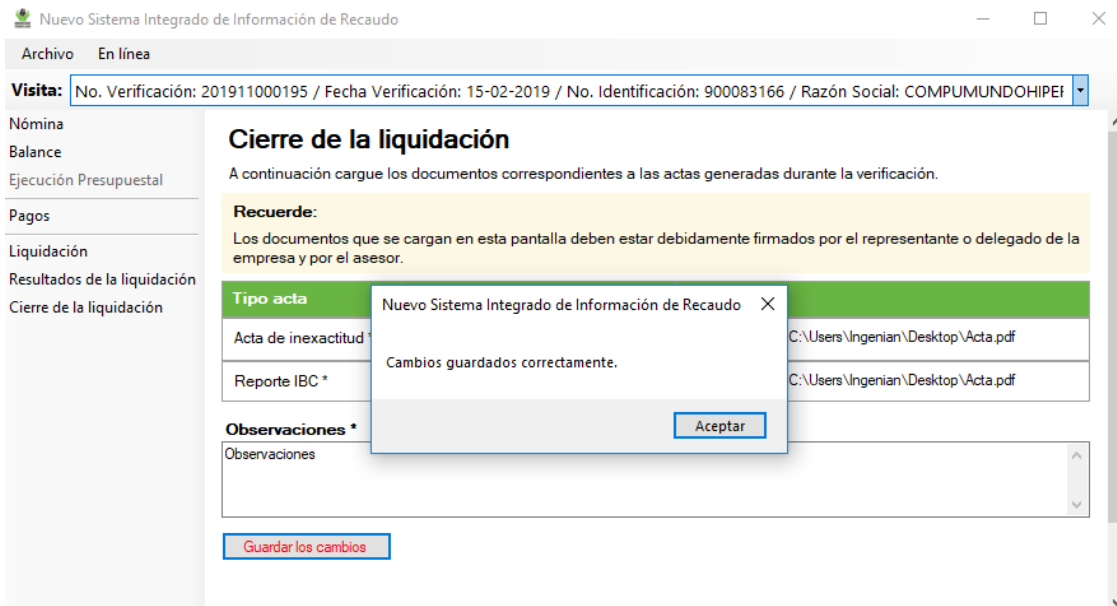 Nuevo Sistema Integrado de Información de Recaudo
Archivo En línea
Visita: No. Verificación: 201911000195 / Fecha Verificación: 15-02-2019 / No. Identificación: 900083166 / Razón Social: COMPUMUNDOHIPER
Nómina
Balance
Ejecución Presupuestal
Pagos
Liquidación
Resultados de la liquidación
Cierre de la liquidación
Cierre de la liquidación
A continuación cargue los documentos correspondientes a las actas generadas durante la verificación.
Recuerde:
Los documentos que se cargan en esta pantalla deben estar debidamente firmados por el representante o delegado de la
empresa y por el asesor.
Tipo acta
Acta de inexactitud *
C:\Users\Ingenian\Desktop\Acta.pdf
Reporte IBC *
C:\Users\Ingenian\Desktop\Acta.pdf
Nuevo Sistema Integrado de Información de Recaudo
Cambios guardados correctamente.
Aceptar
Observaciones *
Observaciones
Guardar los cambios